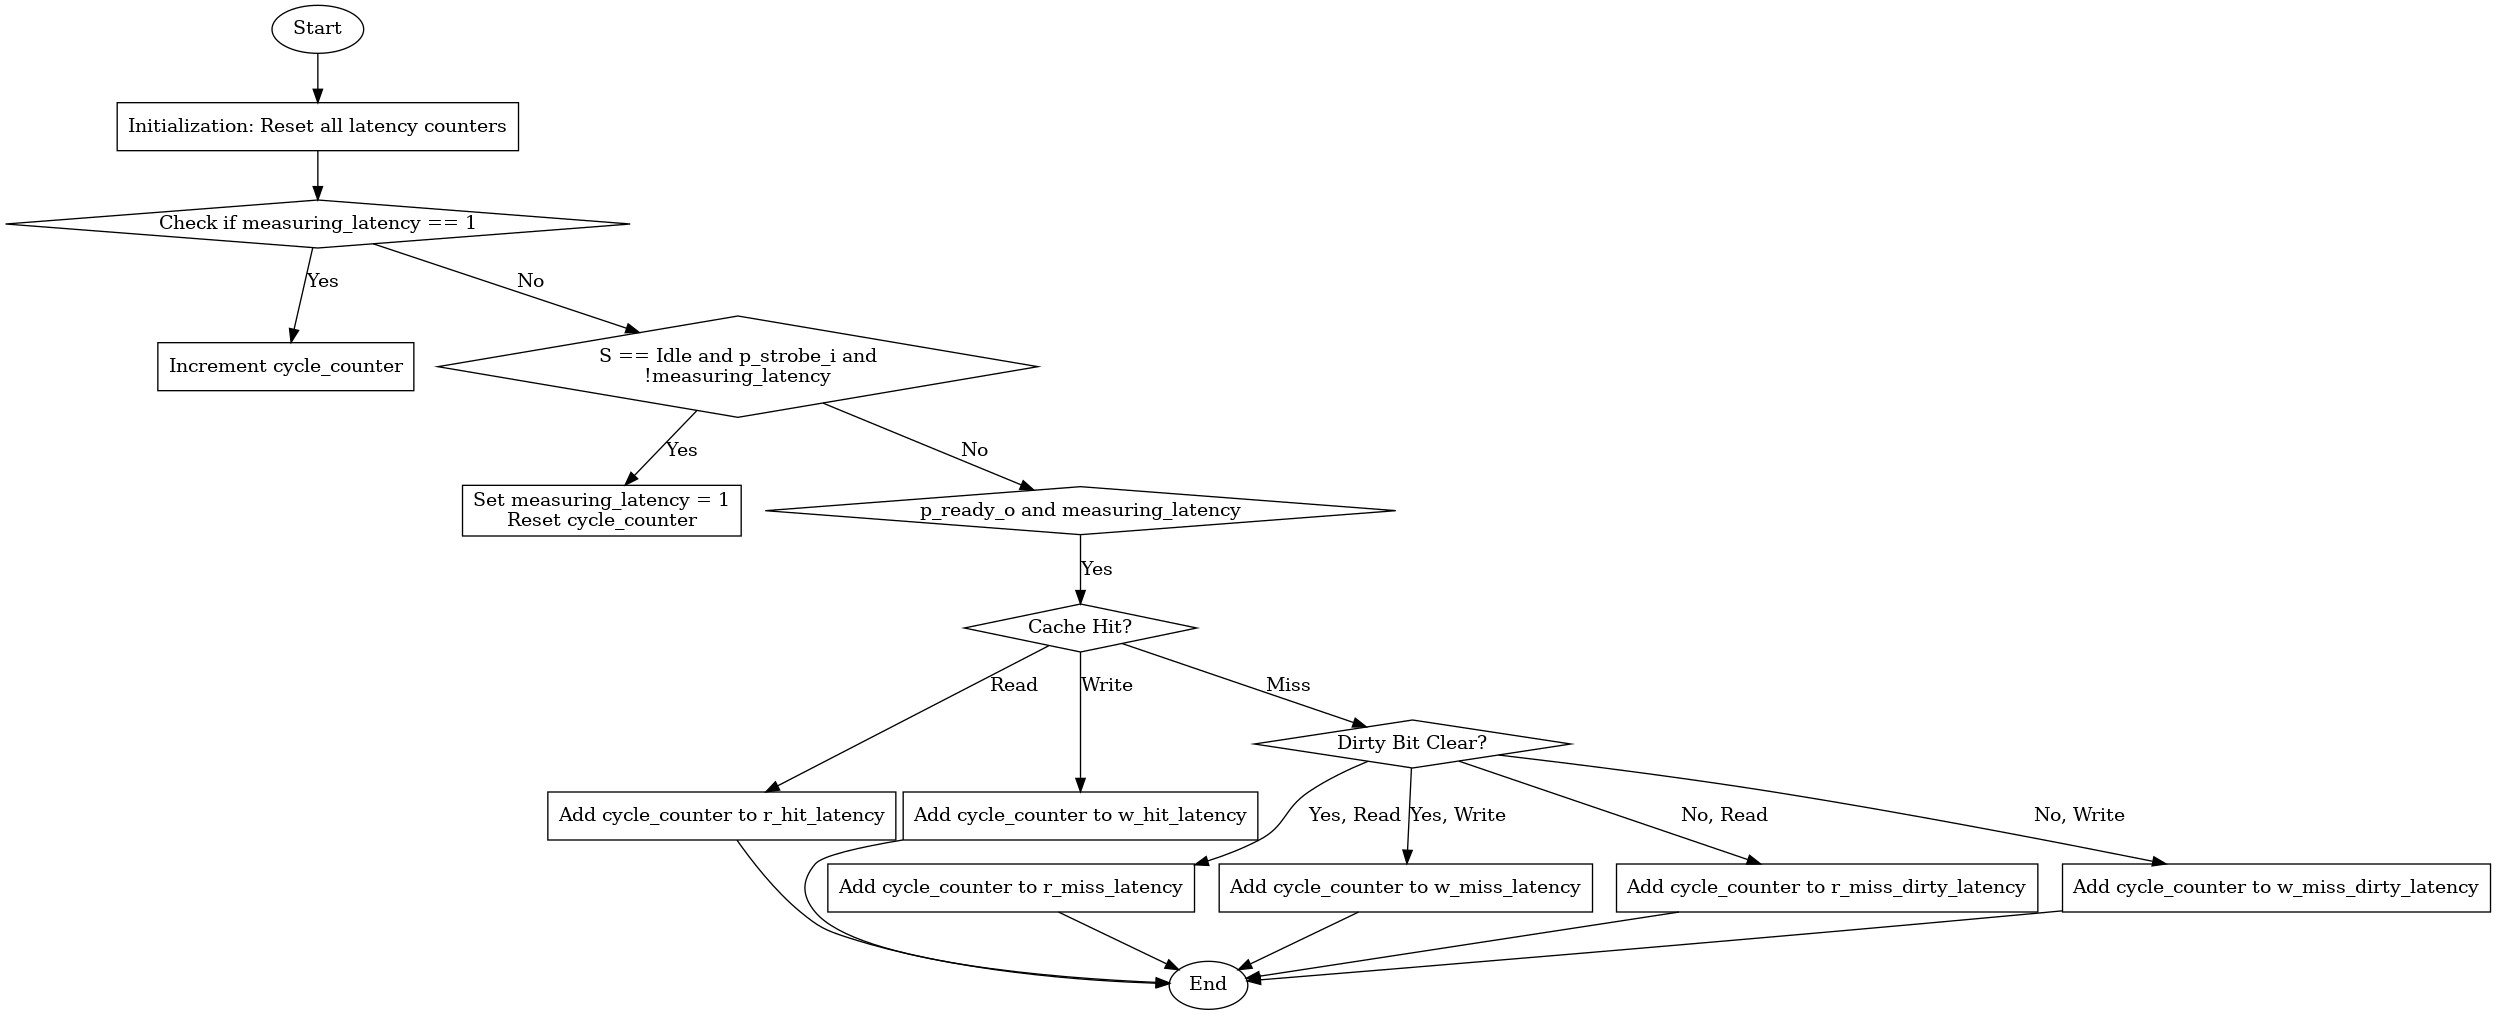 Start
Initialization: Reset all latency counters
Check if measuring_latency == 1
Yes
No
Increment cycle_counter
S == Idle and p_strobe_i and
!measuring_latency
Yes
No
Set measuring_latency = 1
Reset cycle_counter
p_ready_o and measuring_latency
Yes
Cache Hit?
Read
Write
Miss
Dirty Bit Clear?
Add cycle_counter to r_hit_latency
Add cycle_counter to w_hit_latency
Yes, Read
Yes, Write
No, Read
No, Write
Add cycle_counter to r_miss_latency
Add cycle_counter to w_miss_latency
Add cycle_counter to r_miss_dirty_latency
Add cycle_counter to w_miss_dirty_latency
End